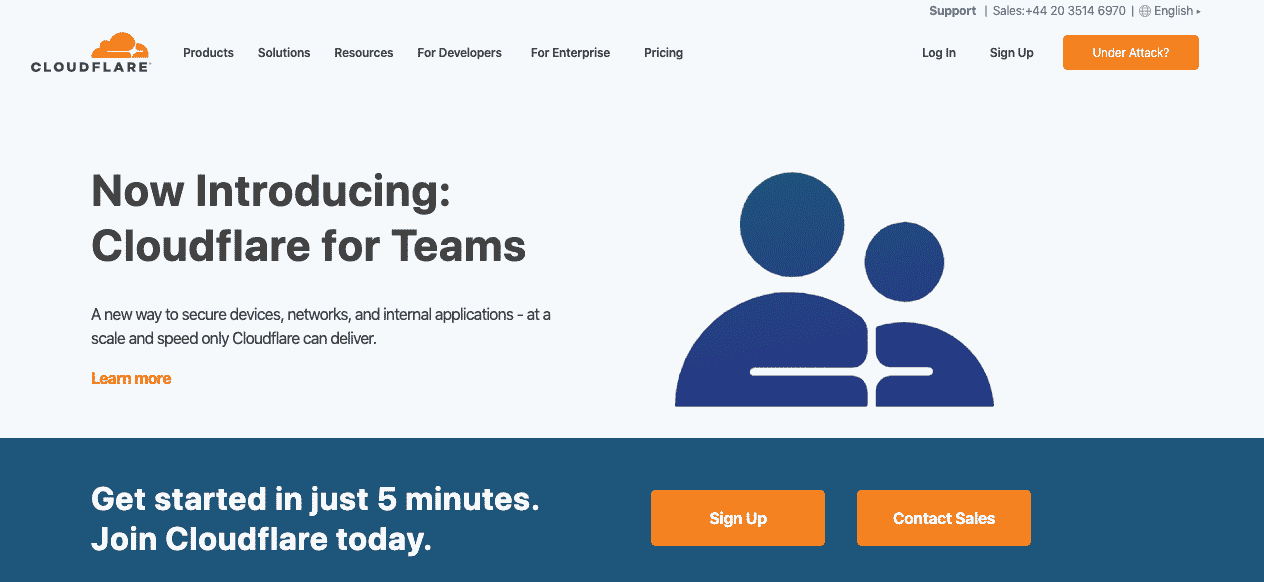 Support | Sales:+44 20 3514 6970 | English ▸
CLOUDFLARE
Products Solutions Resources For Developers For Enterprise Pricing Log In Sign Up Under Attack?
Now Introducing:
Cloudflare for Teams
A new way to secure devices, networks, and internal applications - at a
scale and speed only Cloudflare can deliver.
Learn more
Get started in just 5 minutes.
Join Cloudflare today.
Sign Up Contact Sales